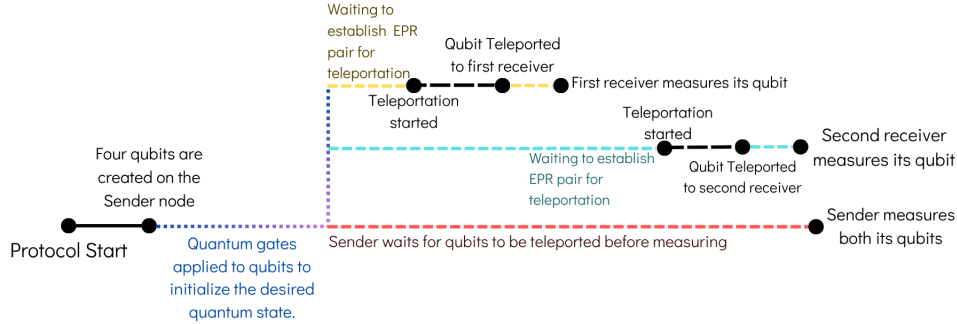 Waiting to
establish EPR
pair for
teleportation
Qubit Teleported
to first receiver
First receiver measures its qubit
Teleportation
started
Teleportation
started
Second receiver
measures its qubit
Waiting to establish
EPR pair for
teleportation
Qubit Teleported
to second receiver
Four qubits are
created on the
Sender node
Protocol Start
Quantum gates
applied to qubits to
initialize the desired
quantum state.
Sender waits for qubits to be teleported before measuring
Sender measures
both its qubits